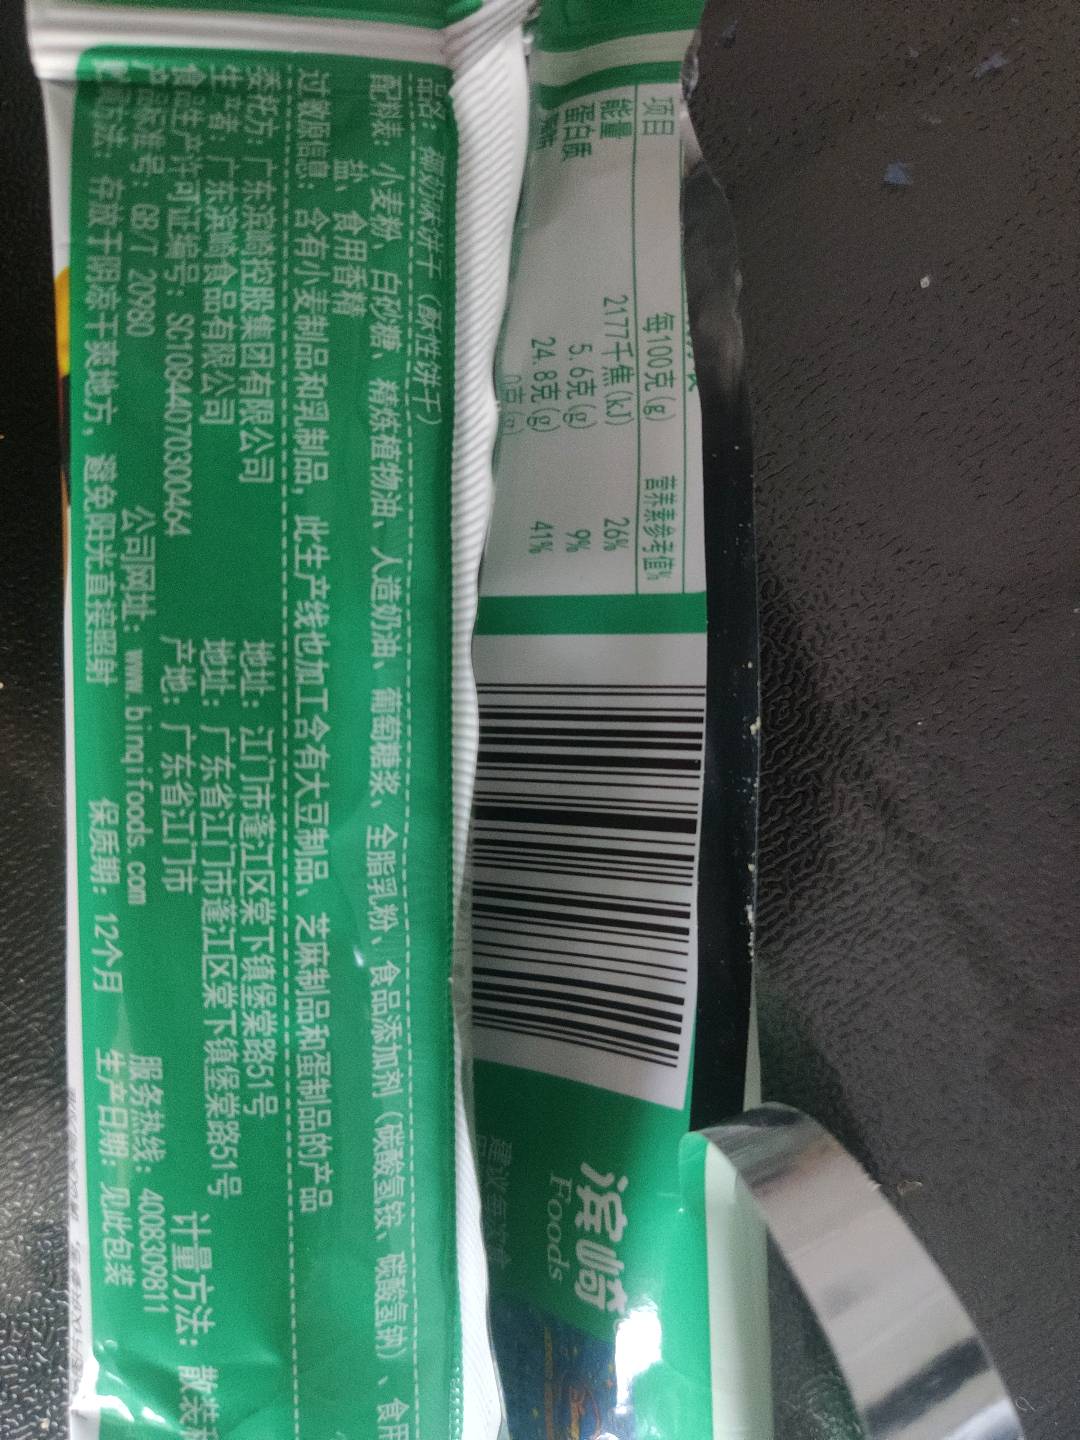 品名：椰奶味饼干（酥性饼干）
配料表：小麦粉、白砂糖、精炼植物油、人造奶油、葡萄糖浆、全脂乳粉、食品添加剂（碳酸氢铵、碳酸氢钠）、食用
盐、食用香精
过敏原信息：含有小麦制品和乳制品，此生产线也加工含有大豆制品、芝麻制品和蛋制品的产品
委托方：广东滨崎控股集团有限公司 地址：江门市蓬江区棠下镇堡棠路51号
生产者：广东滨崎食品有限公司 地址：广东省江门市蓬江区棠下镇堡棠路51号
食品生产许可证编号：SC10844070300464 产地：广东省江门市 计量方法：散装
产品标准号：GB/T 20980 公司网址：www.binqifoods.com 服务热线：4008309811
存放于阴凉干爽地方，避免阳光直接照射 保质期：12个月 生产日期：见此包装
项目 每100克(g) 营养素参考值%
能量 2177千焦(kJ) 26%
蛋白质 5.6克(g) 9%
24.8克(g) 41%
滨崎
Foods